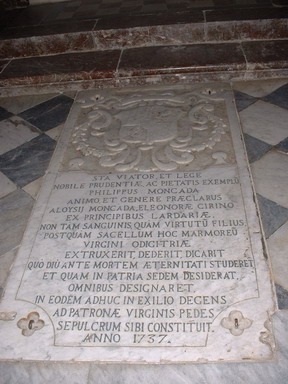 STA VIATOR, ET LEGE
NOBILE PRUDENTIÆ, AC PIETATIS EXEMPLŪ
PHILIPPUS MONCADA
ANIMO ET GENERE PRÆCLARUS
ALOYSII MONCADA, ELEONORÆ CIRINO
EX PRINCIPIBUS LARDARIÆ
NON TAM SANGUINIS, QUAM VIRTUTŪ FILIUS
POSTQUAM SACELLUM HOC MARMOREŪ
VIRGINI ODIGITRIÆ
EXTRUXERIT, DEDERIT, DICARIT
QUO DIU ANTE MORTEM ÆTERNITATI STUDERET
ET QUAM IN PATRIA SEDEM DESIDERAT,
OMNIBUS DESIGNARET,
IN EODEM ADHUC IN EXILIO DEGENS
AD PATRONÆ VIRGINIS PEDES
SEPULCRUM SIBI CONSTITUIT
ANNO 1737.